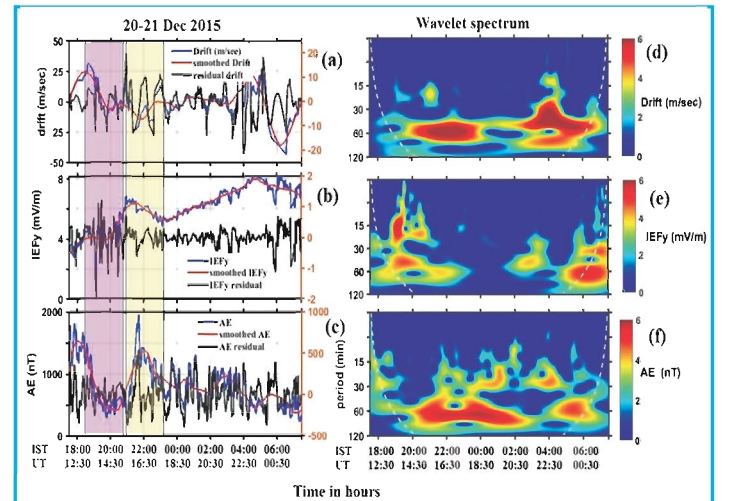 20-21 Dec 2015
Wavelet spectrum
50
25
0
25
50
drift (m/sec)
Drift (m/sec)
smoothed Drift
residual drift
20
10
0
-10
-20
(a)
8
4
0
IEFy (mV/m)
IEFy
smoothed IEFy
IEFy residual
2
1
0
-1
-2
(b)
2000
1000
0
AE (nT)
AE
smoothed AE
AE residual
1000
500
0
-500
(c)
IST 18:00 20:00 22:00 00:00 02:00 04:00 06:00
UT 12:30 14:30 16:30 18:30 20:30 22:30 00:30
15
30
60
120
(d)
6
4
2
0
Drift (m/sec)
15
30
60
120
(e)
6
4
2
0
IEFy (mV/m)
period (min)
15
30
60
120
(f)
6
4
2
0
AE (nT)
IST 18:00 20:00 22:00 00:00 02:00 04:00 06:00
UT 12:30 14:30 16:30 18:30 20:30 22:30 00:30
Time in hours